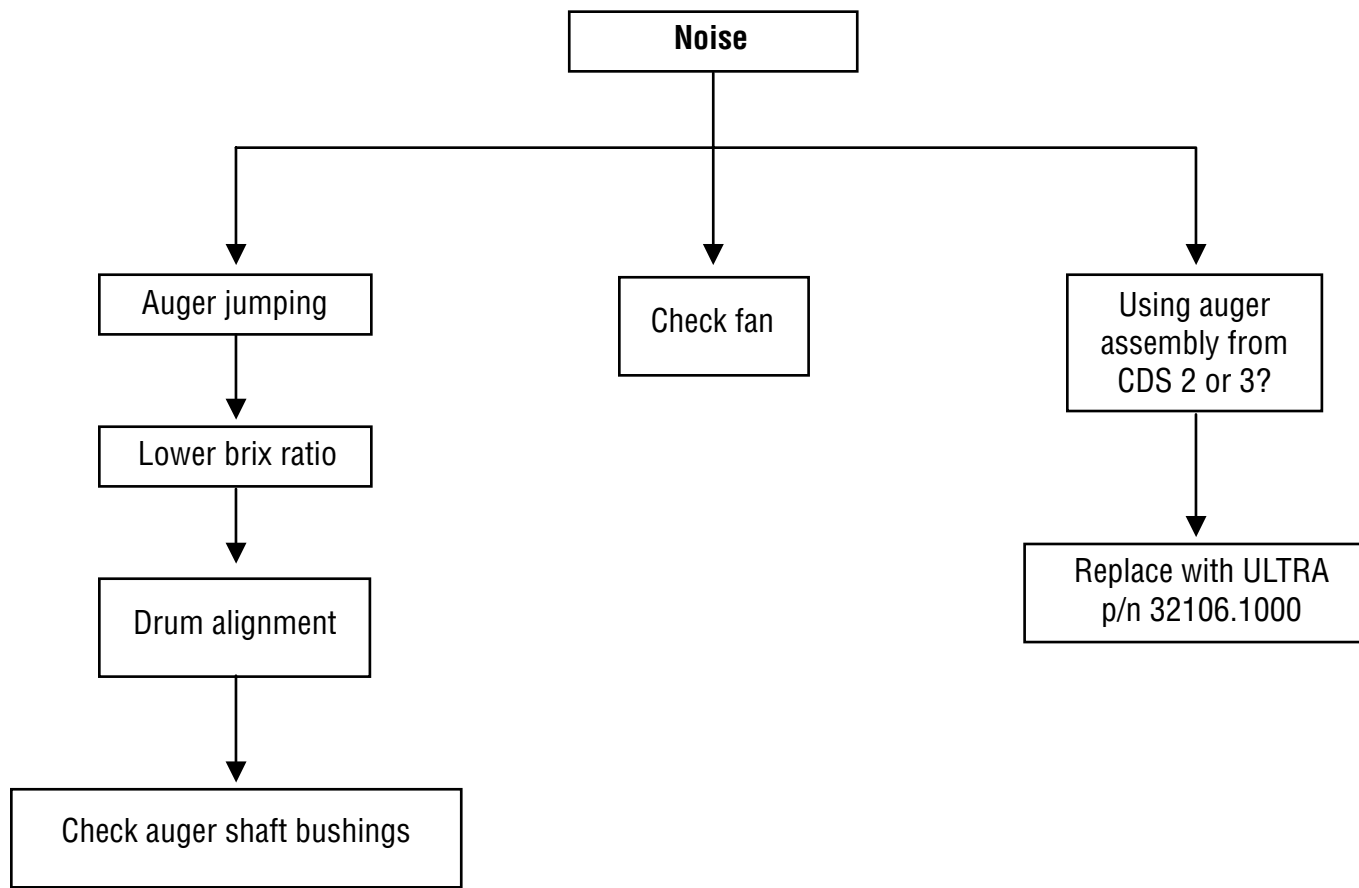 Noise
Auger jumping
Lower brix ratio
Drum alignment
Check auger shaft bushings
Check fan
Using auger
assembly from
CDS 2 or 3?
Replace with ULTRA
p/n 32106.1000